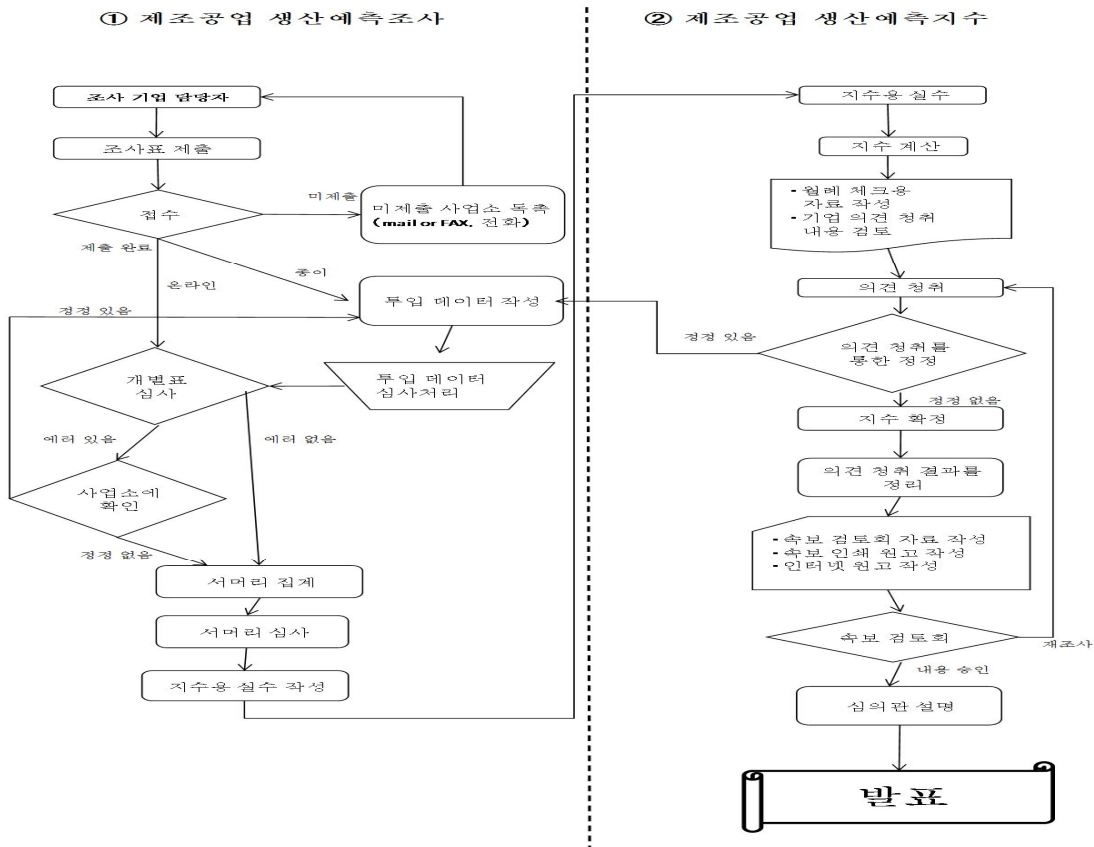 ① 제조공업 생산예측조사
조사 기업 담당자
조사표 제출
접수
미제출
미제출 사업소 독촉
(mail or FAX, 전화)
제출 완료
종이
온라인
투입 데이터 작성
정정 있음
개별표
심사
투입 데이터
심사처리
에러 있음
에러 없음
사업소에
확인
정정 없음
서머리 집계
서머리 심사
지수용 실수 작성
② 제조공업 생산예측지수
지수용 실수
지수 계산
- 월례 체크용
자료 작성
- 기업 의견 청취
내용 검토
의견 청취
정정 있음
의견 청취를
통한 정정
정정 없음
지수 확정
의견 청취 결과를
정리
- 속보 검토회 자료 작성
- 속보 인쇄 원고 작성
- 인터넷 원고 작성
속보 검토회
재조사
내용 승인
심의관 설명
발표